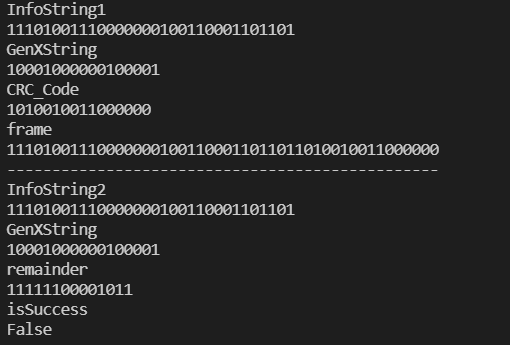 InfoString1
11101001110000000100110001101101
GenXString
10001000000100001
CRC_Code
1010010011000000
frame
111010011100000001001100011011011010010011000000
------------------------------------------------
InfoString2
11101001110000000100110001101101
GenXString
10001000000100001
remainder
11111100001011
isSuccess
False